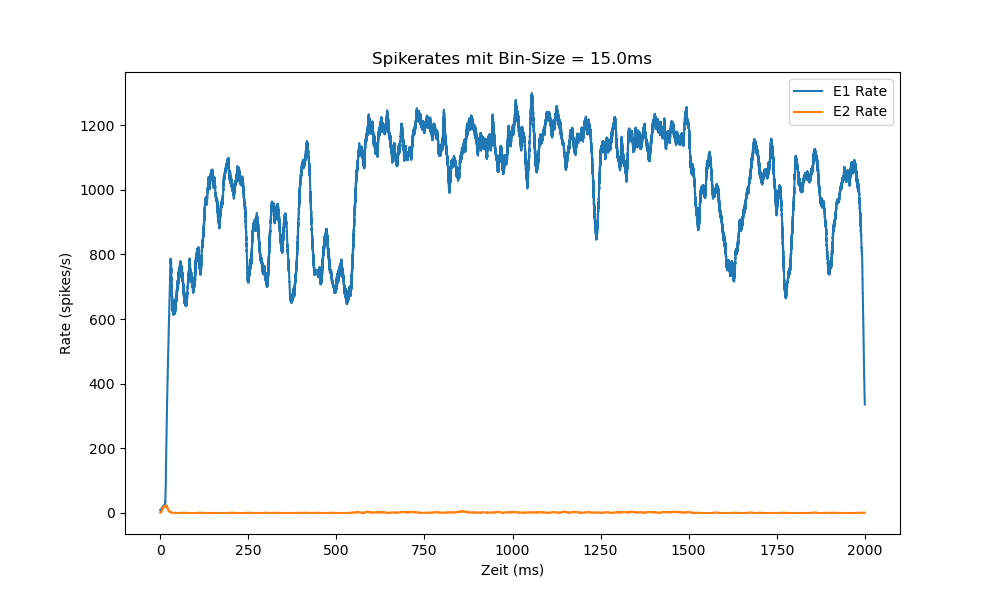 Spikerates mit Bin-Size = 15.0ms
E1 Rate
E2 Rate
Rate (spikes/s)
1200
1000
800
600
400
200
0
0 250 500 750 1000 1250 1500 1750 2000
Zeit (ms)